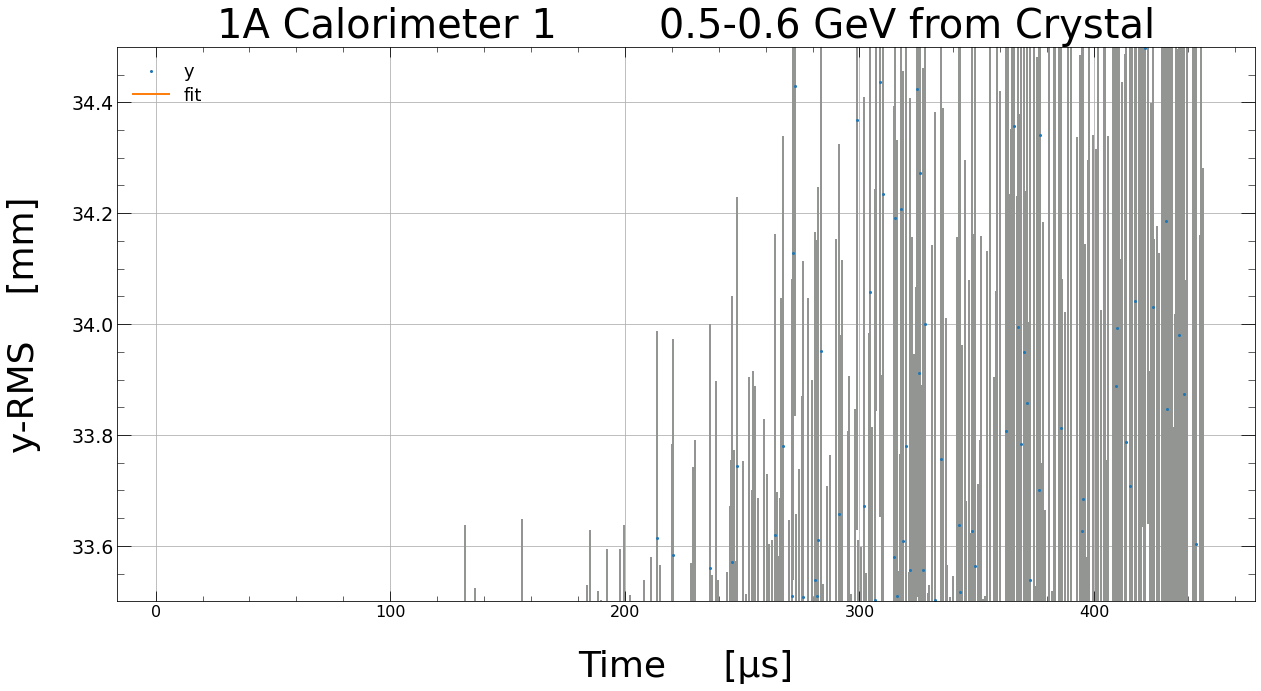 1A Calorimeter 1 0.5-0.6 GeV from Crystal
y
fit
34.4
34.2
34.0
33.8
33.6
y-RMS [mm]
0 100 200 300 400
Time [µs]